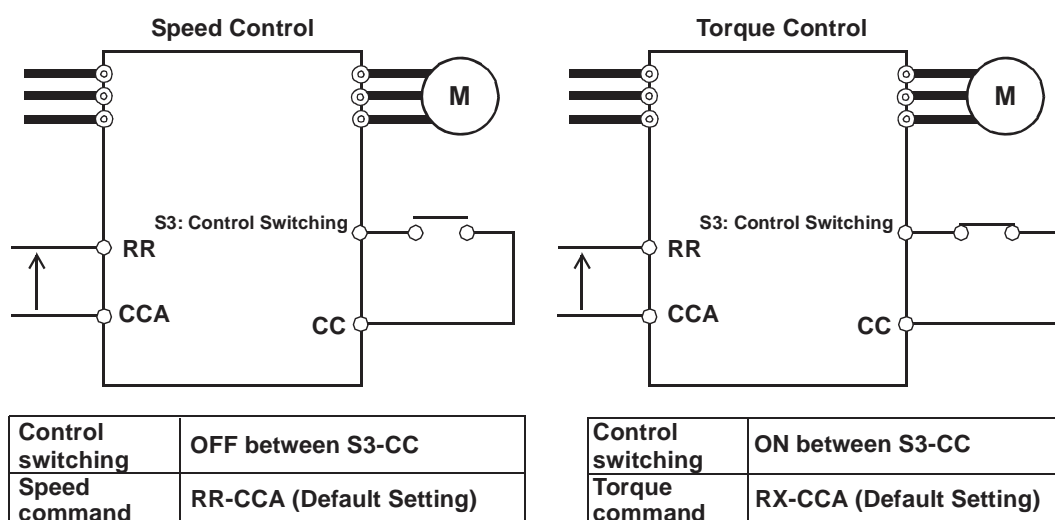 Speed Control
M
S3: Control Switching
RR
CCA
CC
Control switching
OFF between S3-CC
Speed command
RR-CCA (Default Setting)
Torque Control
M
S3: Control Switching
RR
CCA
CC
Control switching
ON between S3-CC
Torque command
RX-CCA (Default Setting)